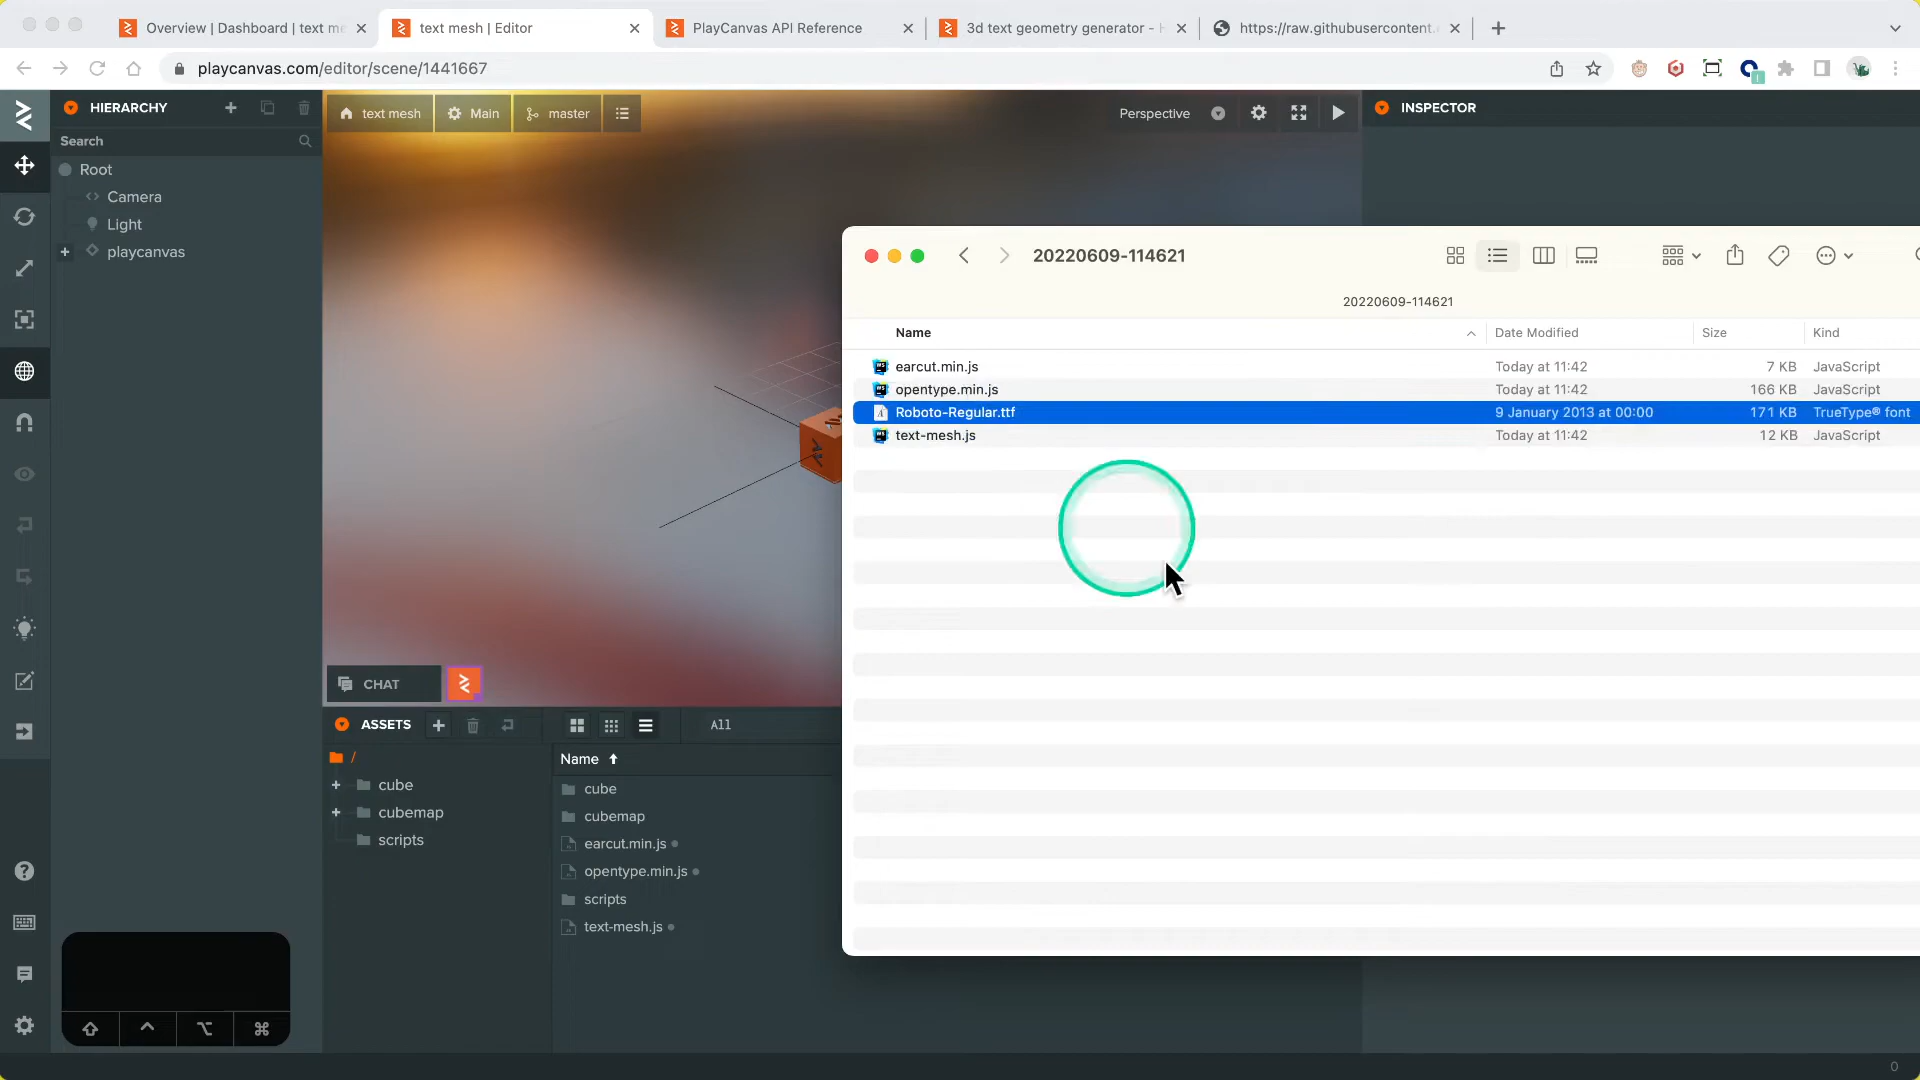 Overview | Dashboard | text me
text mesh | Editor
PlayCanvas API Reference
3d text geometry generator - H
https://raw.githubusercontent.
playcanvas.com/editor/scene/1441667
HIERARCHY
Search
Root
Camera
Light
playcanvas
text mesh
Main
master
Perspective
INSPECTOR
20220609-114621
20220609-114621
Name
Date Modified
Size
Kind
earcut.min.js
Today at 11:42
7 KB
JavaScript
opentype.min.js
Today at 11:42
166 KB
JavaScript
Roboto-Regular.ttf
9 January 2013 at 00:00
171 KB
TrueType® font
text-mesh.js
Today at 11:42
12 KB
JavaScript
CHAT
ASSETS
All
/
cube
cubemap
scripts
Name
cube
cubemap
earcut.min.js
opentype.min.js
scripts
text-mesh.js
0